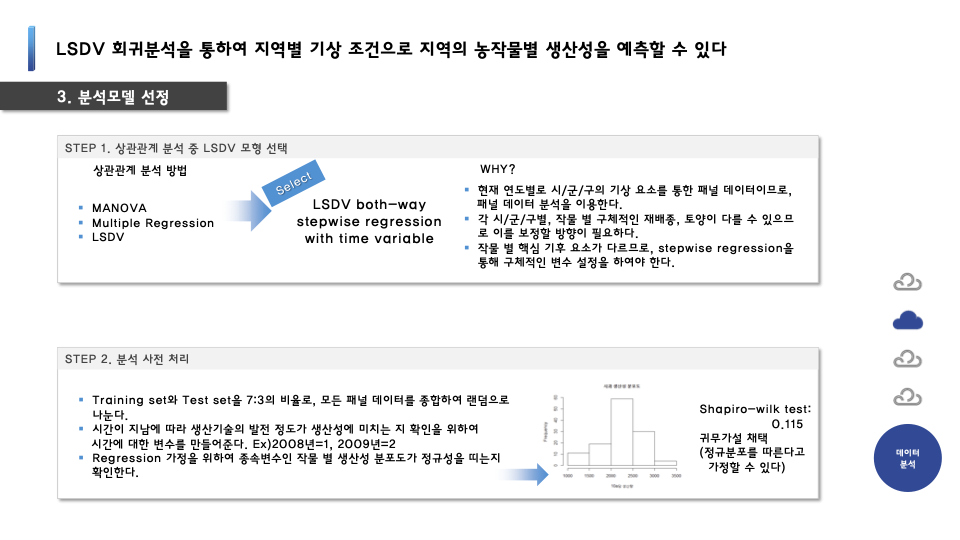 LSDV 회귀분석을 통하여 지역별 기상 조건으로 지역의 농작물별 생산성을 예측할 수 있다
3. 분석모델 선정
STEP 1. 상관관계 분석 중 LSDV 모형 선택
상관관계 분석 방법
MANOVA
Multiple Regression
LSDV
Select
LSDV both-way
stepwise regression
with time variable
WHY?
현재 연도별로 시/군/구의 기상 요소를 통한 패널 데이터이므로,
패널 데이터 분석을 이용한다.
각 시/군/구별, 작물 별 구체적인 재배종, 토양이 다를 수 있으므
로 이를 보정할 방향이 필요하다.
작물 별 핵심 기후 요소가 다르므로, stepwise regression을
통해 구체적인 변수 설정을 하여야 한다.
STEP 2. 분석 사전 처리
Training set와 Test set을 7:3의 비율로, 모든 패널 데이터를 종합하여 랜덤으로
나눈다.
시간이 지남에 따라 생산기술의 발전 정도가 생산성에 미치는 지 확인을 위하여
시간에 대한 변수를 만들어준다. Ex)2008년=1, 2009년=2
Regression 가정을 위하여 종속변수인 작물 별 생산성 분포도가 정규성을 띠는지
확인한다.
Frequency
0 10 20 30 40 50 60
1000 1500 2000 2500 3000 3500
Shapiro-wilk test:
0.115
귀무가설 채택
(정규분포를 따른다고
가정할 수 있다)
데이터
분석